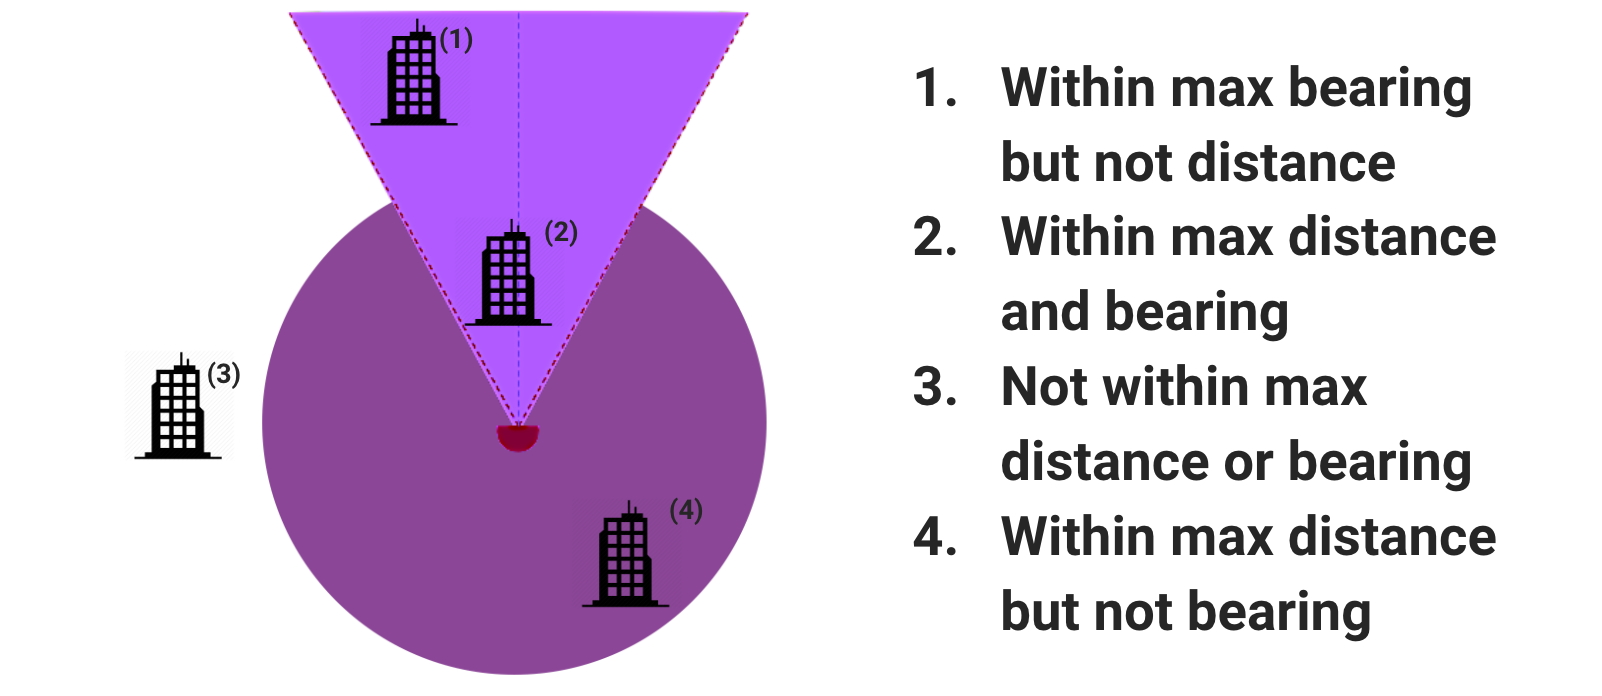 (1)
(2)
(3)
(4)
1. Within max bearing
but not distance
2. Within max distance
and bearing
3. Not within max
distance or bearing
4. Within max distance
but not bearing